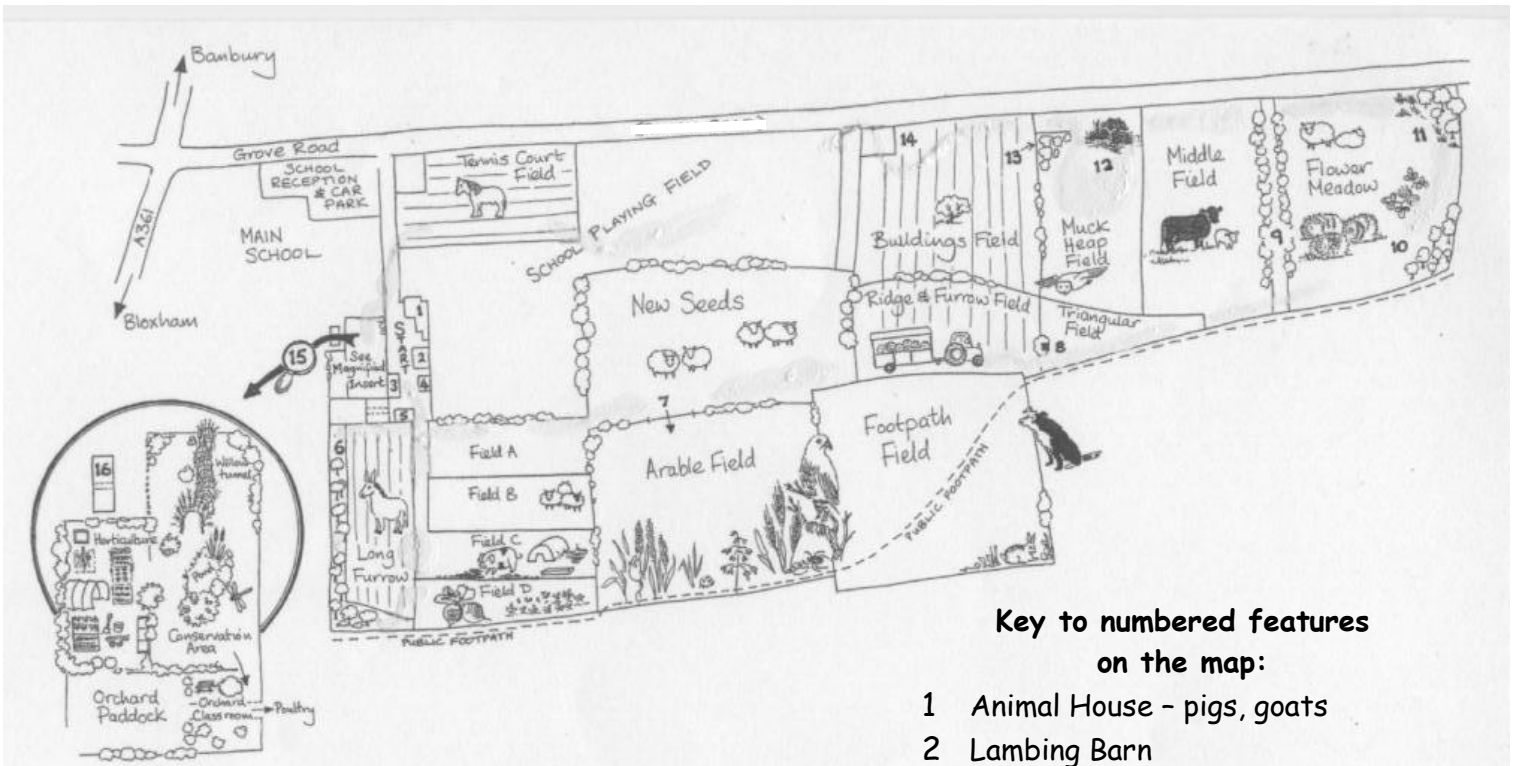 Banbury
Grove Road
SCHOOL
RECEPTION
& CAR
PARK
A361
MAIN
SCHOOL
Bloxham
Tennis Court
Field
SCHOOL PLAYING FIELD
14
13
12
11
Middle
Field
Flower
Meadow
Buildings Field
Muck
Heap
Field
9
10
New Seeds
Ridge & Furrow Field
Triangular
Field
8
1
START
2
15
See
Magnified
Insert
3
4
5
7
6
Field A
Field B
Field C
Field D
Long
Furrow
Arable Field
Footpath
Field
PUBLIC FOOTPATH
PUBLIC FOOTPATH
16
Willow
tunnel
Horticulture
Pond
Conservation
Area
Orchard
Paddock
Orchard
Classroom
Poultry
Key to numbered features
on the map:
1 Animal House – pigs, goats
2 Lambing Barn